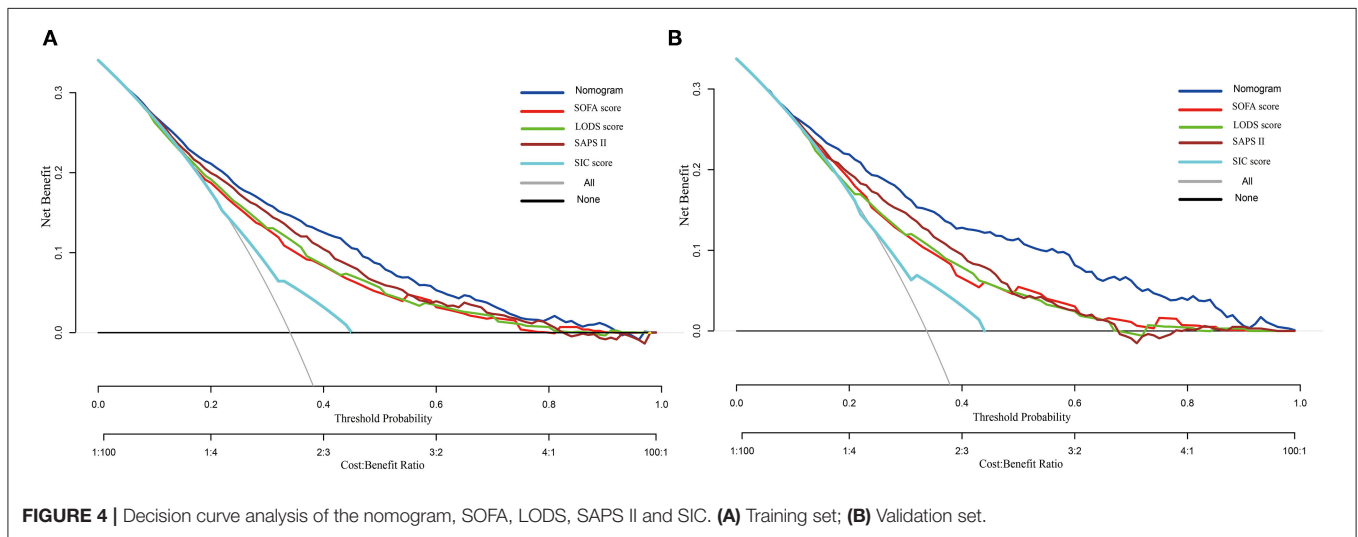 A
0.3
0.2
0.1
0.0
Net Benefit
Nomogram
SOFA score
LODS score
SAPS II
SIC score
All
None
0.0 0.2 0.4 0.6 0.8 1.0
Threshold Probability
1:100 1:4 2:3 3:2 4:1 100:1
Cost:Benefit Ratio
B
0.3
0.2
0.1
0.0
Net Benefit
Nomogram
SOFA score
LODS score
SAPS II
SIC score
All
None
0.0 0.2 0.4 0.6 0.8 1.0
Threshold Probability
1:100 1:4 2:3 3:2 4:1 100:1
Cost:Benefit Ratio
FIGURE 4 | Decision curve analysis of the nomogram, SOFA, LODS, SAPS II and SIC. (A) Training set; (B) Validation set.